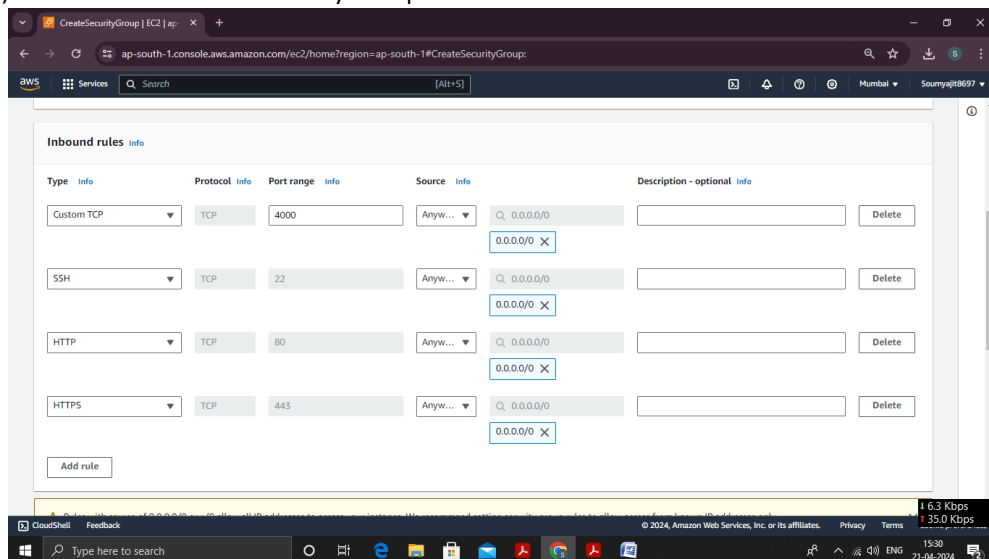 CreateSecurityGroup | EC2 | ap-
ap-south-1.console.aws.amazon.com/ec2/home?region=ap-south-1#CreateSecurityGroup:
S
aws Services Search [Alt+S] Mumbai Soumyajit8697
Inbound rules Info
Type Info Protocol Info Port range Info Source Info Description - optional Info
Custom TCP TCP 4000 Anyw... 0.0.0.0/0 Delete
0.0.0.0/0
SSH TCP 22 Anyw... 0.0.0.0/0 Delete
0.0.0.0/0
HTTP TCP 80 Anyw... 0.0.0.0/0 Delete
0.0.0.0/0
HTTPS TCP 443 Anyw... 0.0.0.0/0 Delete
0.0.0.0/0
Add rule
6.3 Kbps
CloudShell Feedback © 2024, Amazon Web Services, Inc. or its affiliates. Privacy Terms
35.0 Kbps
Type here to search ENG 15:30
21-04-2024